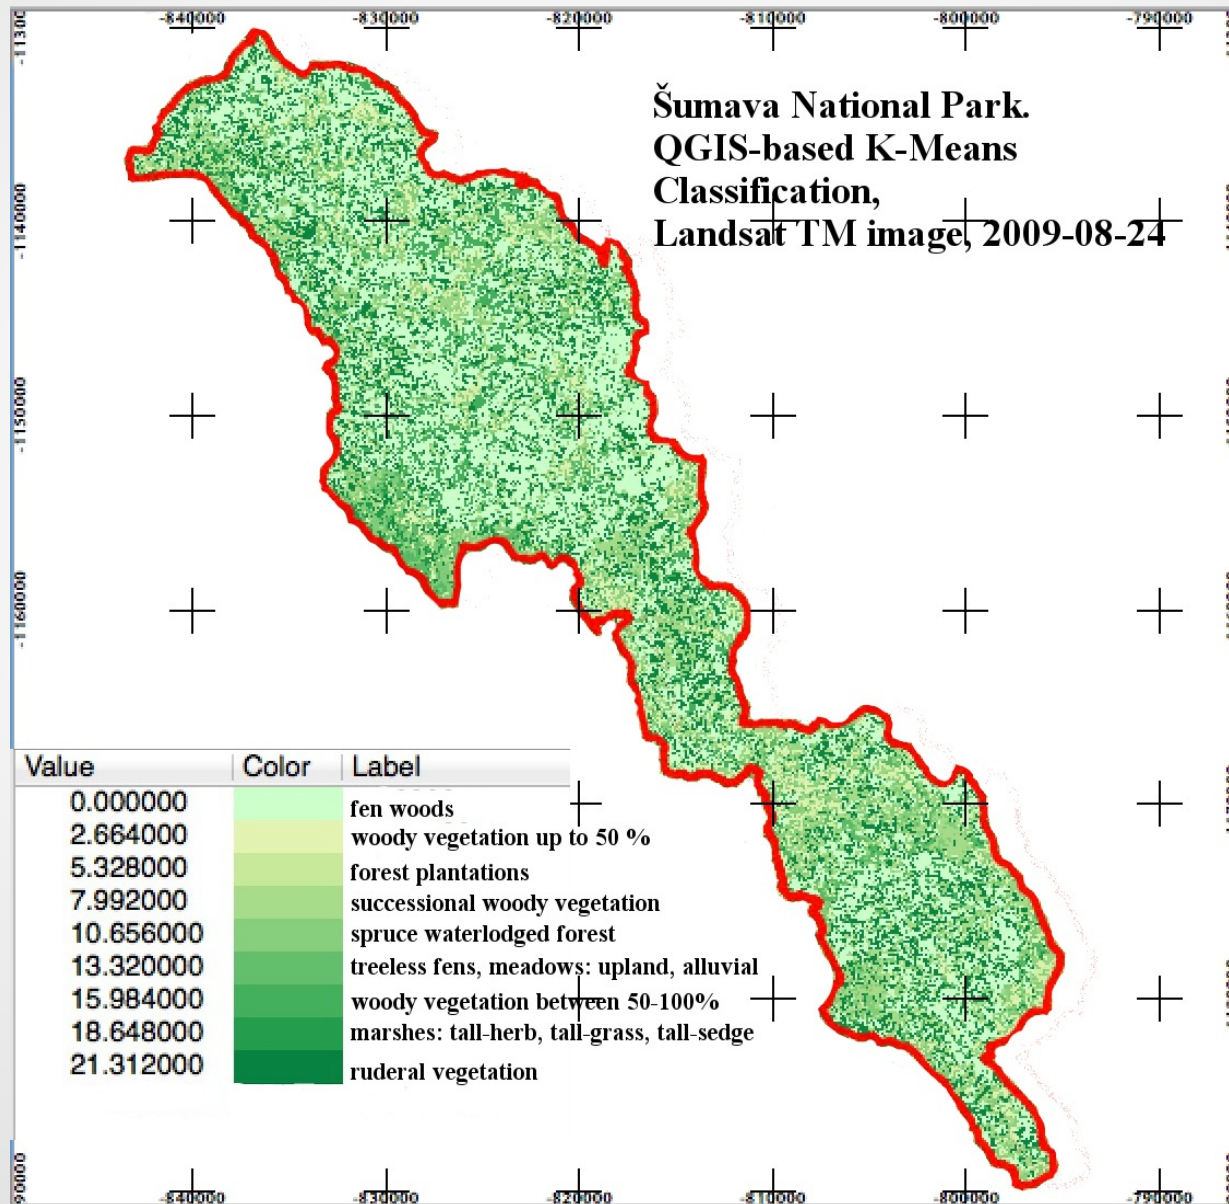 -840000 -830000 -820000 -810000 -800000 -790000
-11300
Šumava National Park.
QGIS-based K-Means
Classification,
Landsat TM image, 2009-08-24
-1140000
-1150000
-1160000
Value Color Label
0.000000 fen woods
2.664000 woody vegetation up to 50 %
5.328000 forest plantations
7.992000 successional woody vegetation
10.656000 spruce waterlodged forest
13.320000 treeless fens, meadows: upland, alluvial
15.984000 woody vegetation between 50-100%
18.648000 marshes: tall-herb, tall-grass, tall-sedge
21.312000 ruderal vegetation
90000
-840000 -830000 -820000 -810000 -800000 -790000